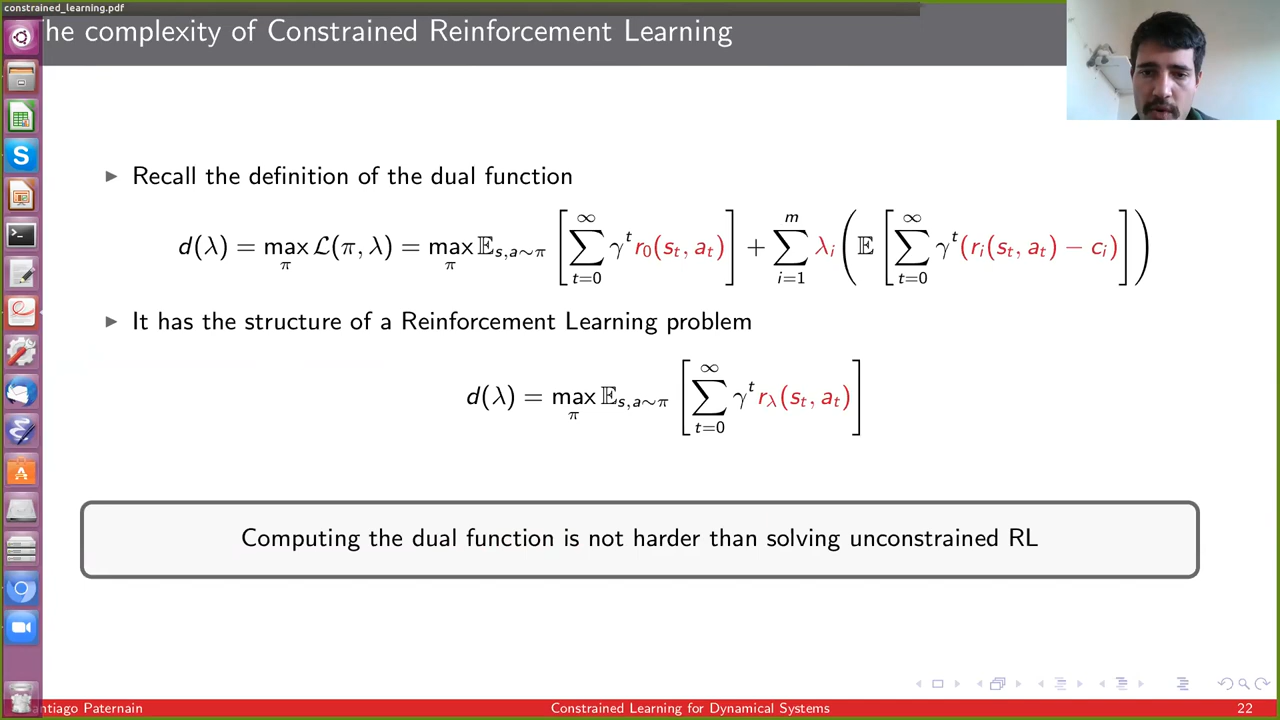 constrained_learning.pdf
he complexity of Constrained Reinforcement Learning
▶ Recall the definition of the dual function
d(λ) = max_π ℒ(π, λ) = max_π 𝔼_{s,a∼π} [∑_{t=0}^{∞} γ^t r_0(s_t, a_t)] + ∑_{i=1}^{m} λ_i (𝔼 [∑_{t=0}^{∞} γ^t (r_i(s_t, a_t) − c_i)])
▶ It has the structure of a Reinforcement Learning problem
d(λ) = max_π 𝔼_{s,a∼π} [∑_{t=0}^{∞} γ^t r_λ(s_t, a_t)]
Computing the dual function is not harder than solving unconstrained RL
antiago Paternain Constrained Learning for Dynamical Systems 22